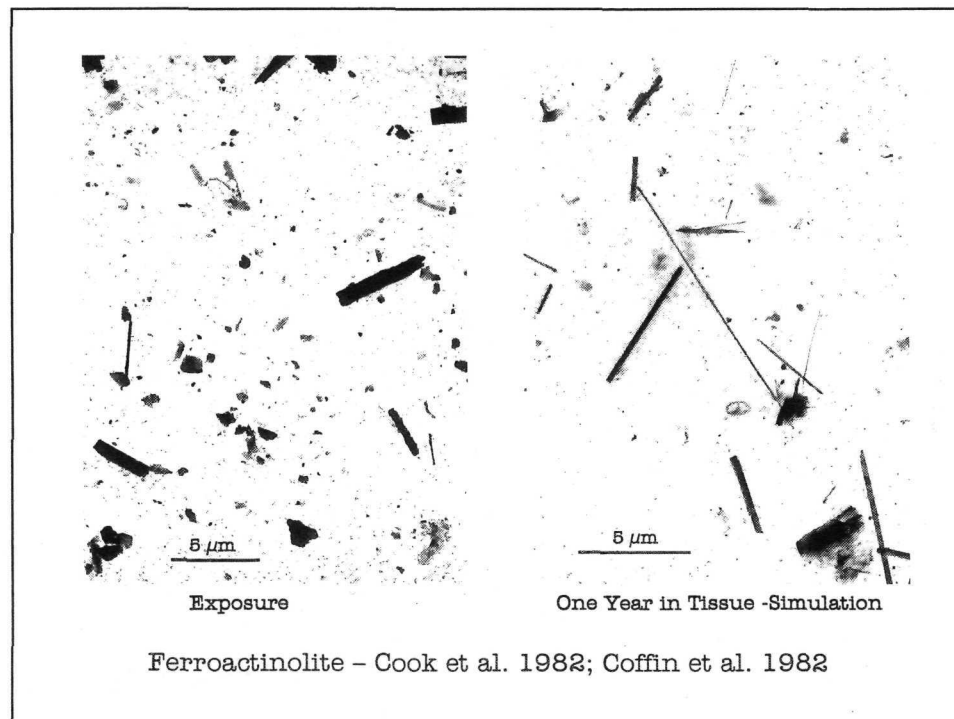 5 µm
5 µm
Exposure
One Year in Tissue -Simulation
Ferroactinolite – Cook et al. 1982; Coffin et al. 1982